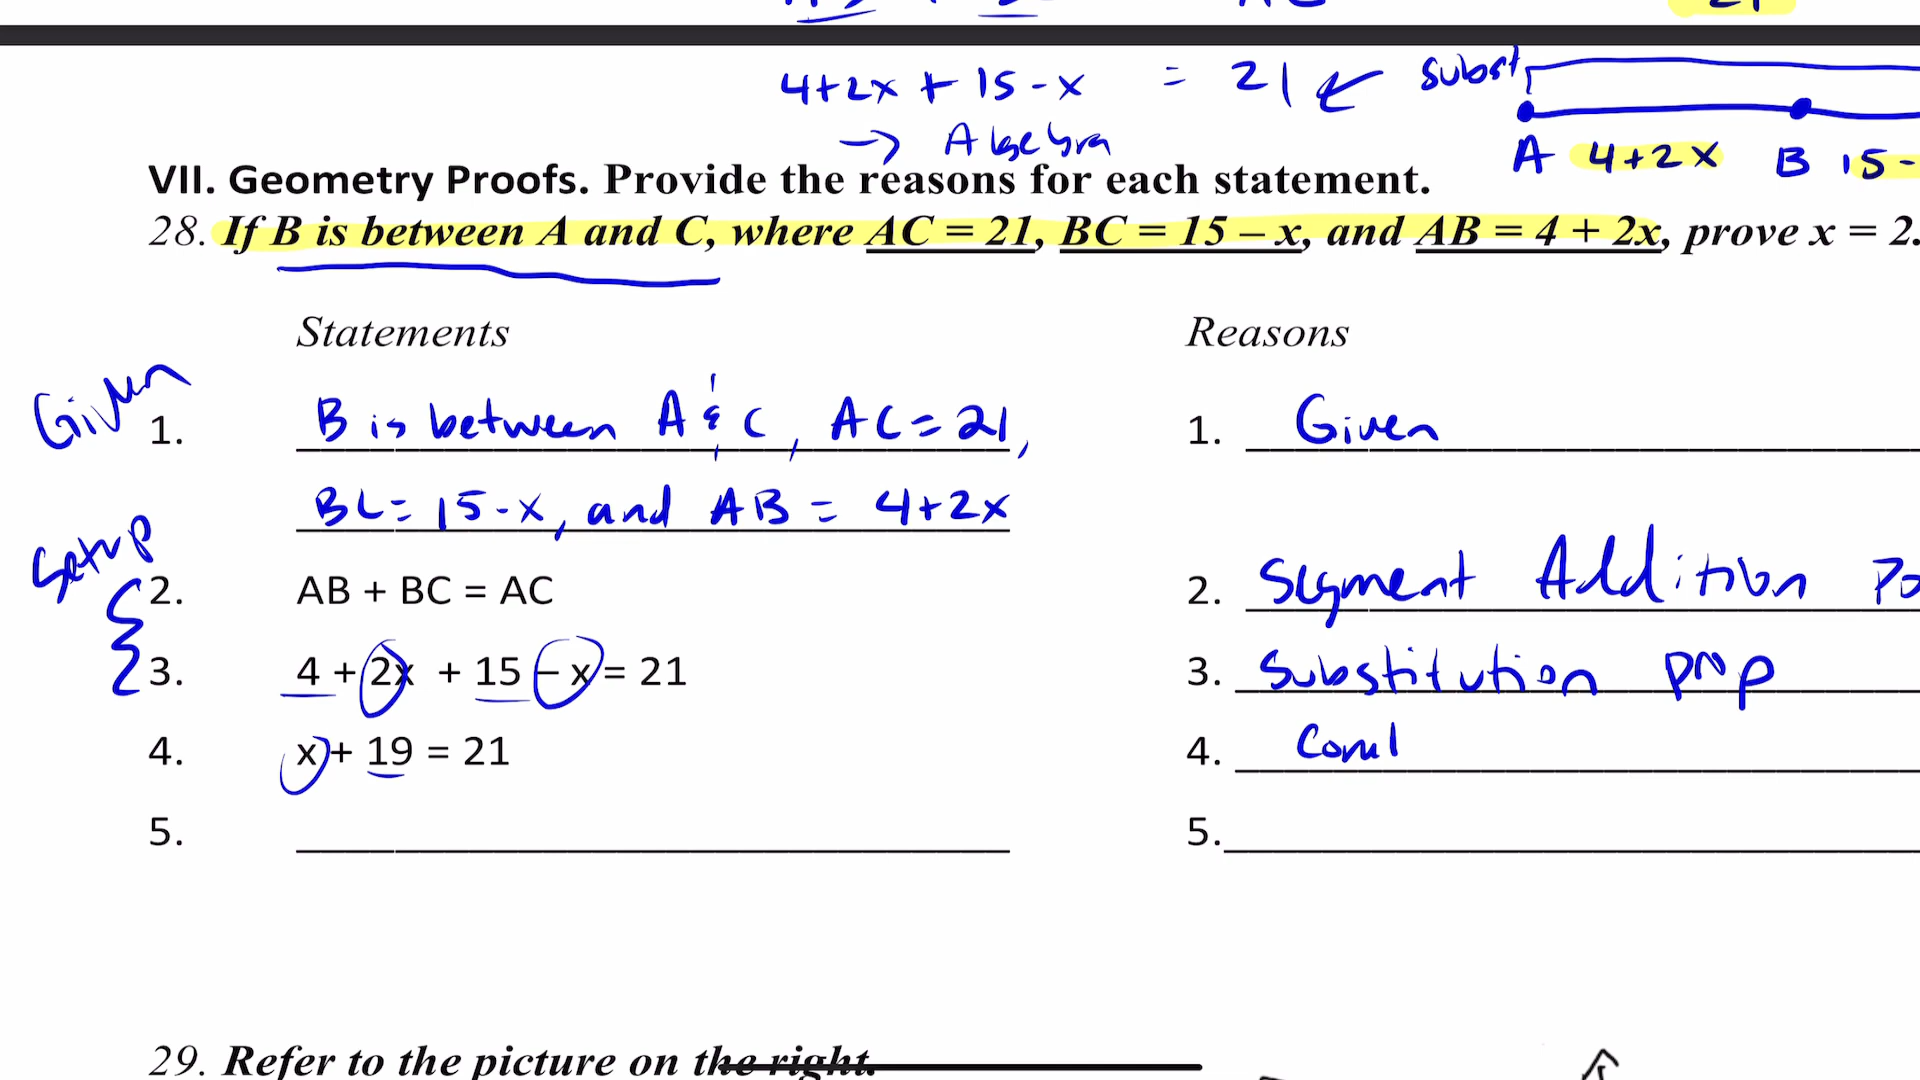 4+2x + 15-x = 21 ← subst
→ Algebra
A 4+2x B 15-
VII. Geometry Proofs. Provide the reasons for each statement.
28. If B is between A and C, where AC = 21, BC = 15 – x, and AB = 4 + 2x, prove x = 2.
Statements Reasons
Given
1. B is between A & C, AC = 21, 1. Given
BC = 15-x, and AB = 4+2x
Setup
2. AB + BC = AC 2. Segment Addition Po
3. 4 + 2x + 15 – x = 21 3. Substitution prop
4. x + 19 = 21 4. Coml
5. 5.
29. Refer to the picture on the right.